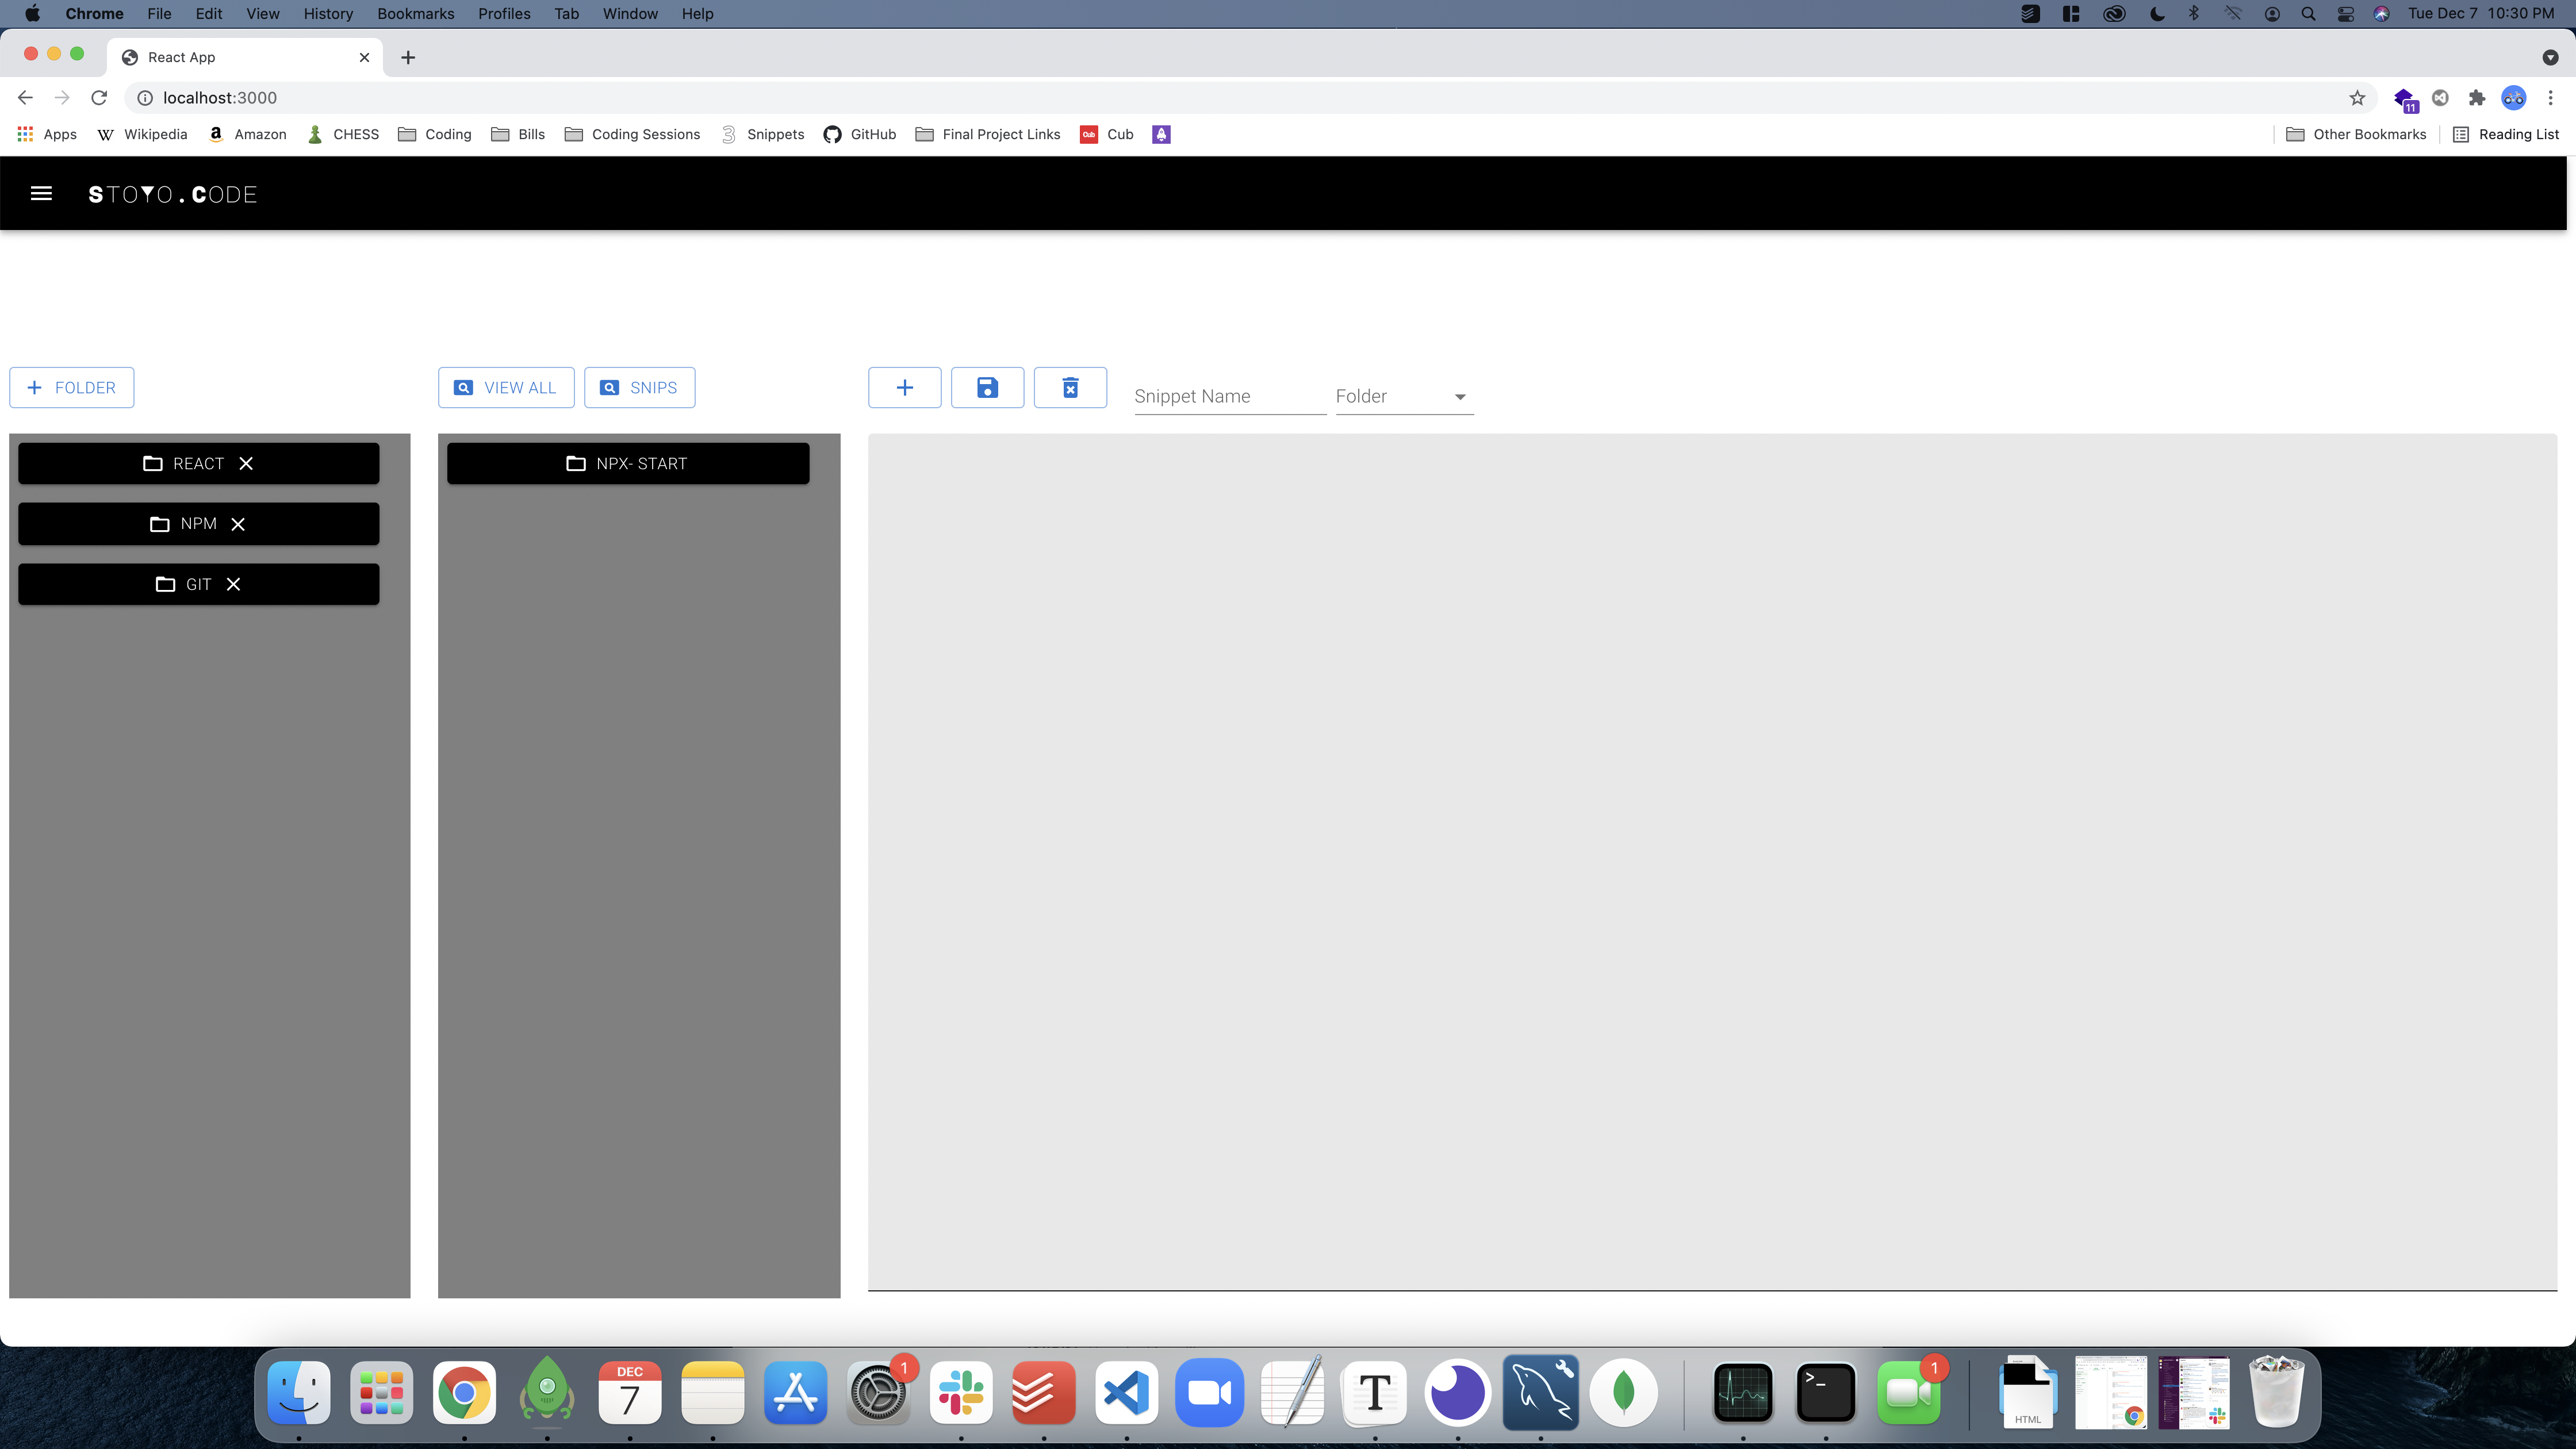 Chrome File Edit View History Bookmarks Profiles Tab Window Help Tue Dec 7 10:30 PM
React App
localhost:3000 11
Apps W Wikipedia a Amazon CHESS Coding Bills Coding Sessions 3 Snippets GitHub Final Project Links Cub Cub Other Bookmarks Reading List
STOYO.CODE
FOLDER VIEW ALL SNIPS Snippet Name Folder
REACT NPX- START
NPM
GIT
1 1
DEC
7 T >_
HTML